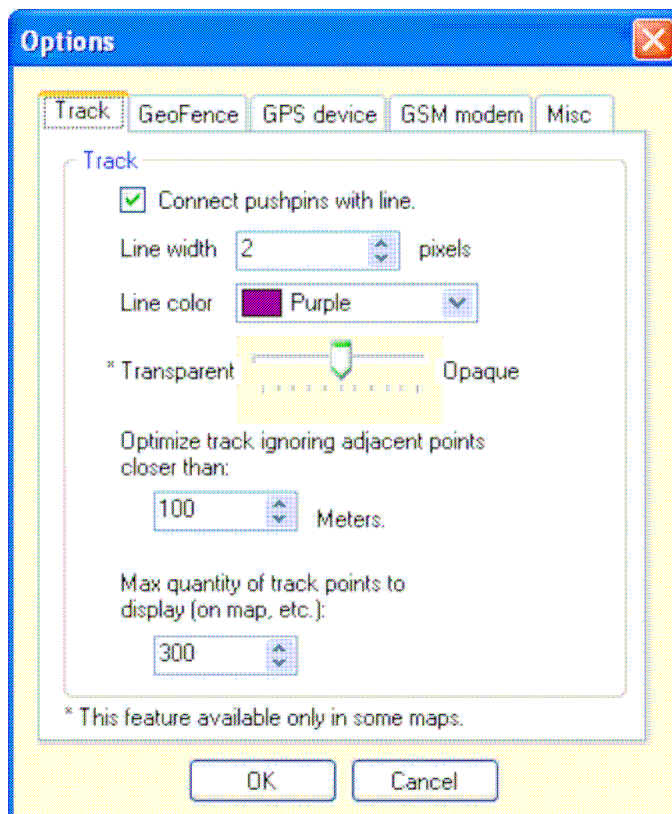 Options
Track GeoFence GPS device GSM modem Misc
Track
Connect pushpins with line.
Line width 2 pixels
Line color Purple
* Transparent Opaque
Optimize track ignoring adjacent points
closer than:
100 Meters.
Max quantity of track points to
display (on map, etc.):
300
* This feature available only in some maps.
OK Cancel